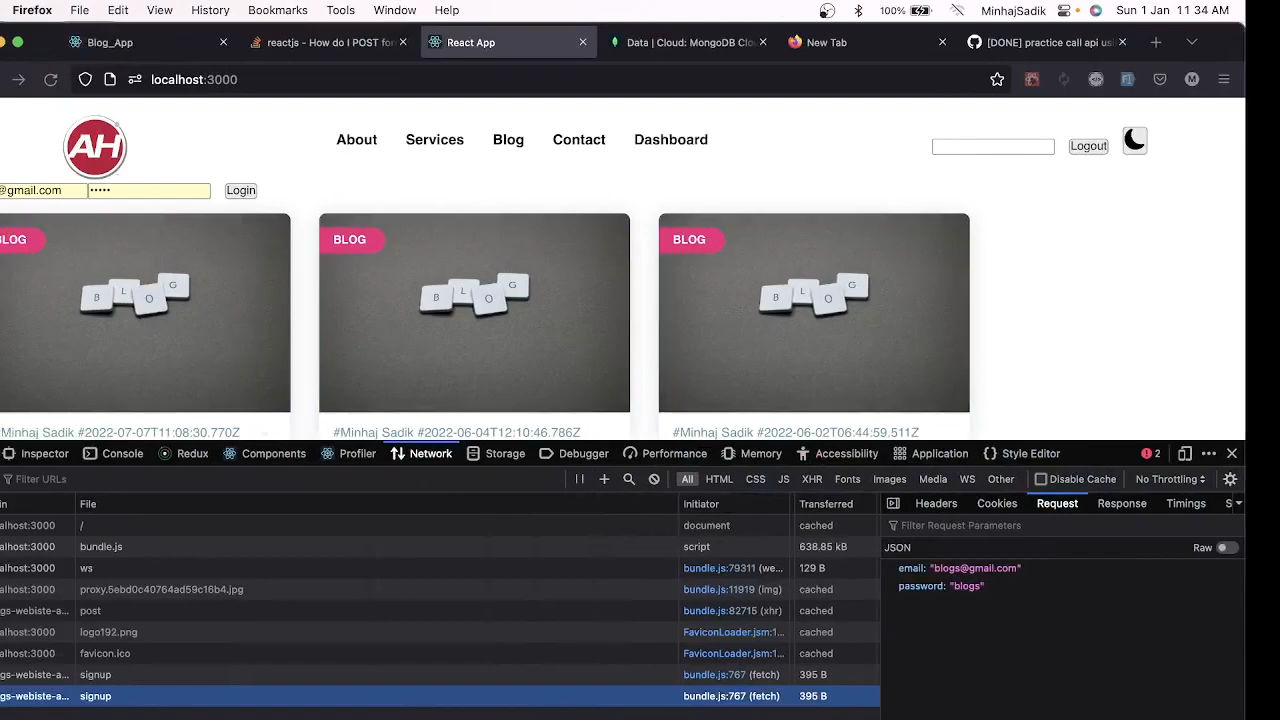 Firefox File Edit View History Bookmarks Tools Window Help 100% MinhajSadik Sun 1 Jan 11:34 AM
Blog_App reactjs - How do I POST for React App Data | Cloud: MongoDB Clou New Tab [DONE] practice call api usi
localhost:3000
AH About Services Blog Contact Dashboard Logout
@gmail.com ••••• Login
BLOG BLOG BLOG
B L O G B L O G B L O G
#Minhaj Sadik #2022-07-07T11:08:30.770Z #Minhaj Sadik #2022-06-04T12:10:46.786Z #Minhaj Sadik #2022-06-02T06:44:59.511Z
Inspector Console Redux Components Profiler Network Storage Debugger Performance Memory Accessibility Application Style Editor 2
Filter URLs All HTML CSS JS XHR Fonts Images Media WS Other Disable Cache No Throttling
in File Initiator Transferred Headers Cookies Request Response Timings S
alhost:3000 / document cached Filter Request Parameters
alhost:3000 bundle.js script 638.85 kB JSON Raw
alhost:3000 ws bundle.js:79311 (we... 129 B email: "blogs@gmail.com"
alhost:3000 proxy.5ebd0c40764ad59c16b4.jpg bundle.js:11919 (img) cached password: "blogs"
gs-webiste-a... post bundle.js:82715 (xhr) cached
alhost:3000 logo192.png FaviconLoader.jsm:1... cached
alhost:3000 favicon.ico FaviconLoader.jsm:1... cached
gs-webiste-a... signup bundle.js:767 (fetch) 395 B
gs-webiste-a... signup bundle.js:767 (fetch) 395 B